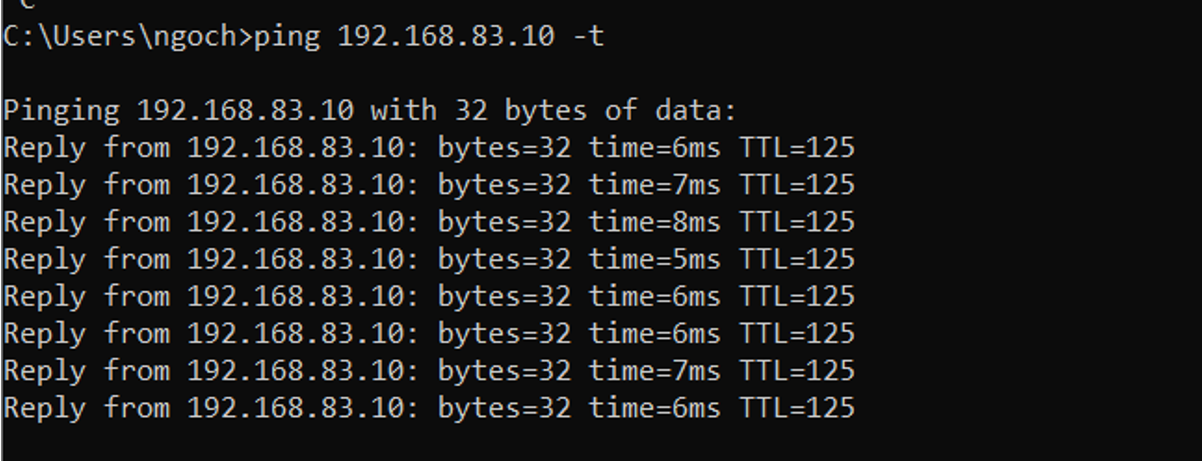 C
C:\Users\ngoch>ping 192.168.83.10 -t
Pinging 192.168.83.10 with 32 bytes of data:
Reply from 192.168.83.10: bytes=32 time=6ms TTL=125
Reply from 192.168.83.10: bytes=32 time=7ms TTL=125
Reply from 192.168.83.10: bytes=32 time=8ms TTL=125
Reply from 192.168.83.10: bytes=32 time=5ms TTL=125
Reply from 192.168.83.10: bytes=32 time=6ms TTL=125
Reply from 192.168.83.10: bytes=32 time=6ms TTL=125
Reply from 192.168.83.10: bytes=32 time=7ms TTL=125
Reply from 192.168.83.10: bytes=32 time=6ms TTL=125